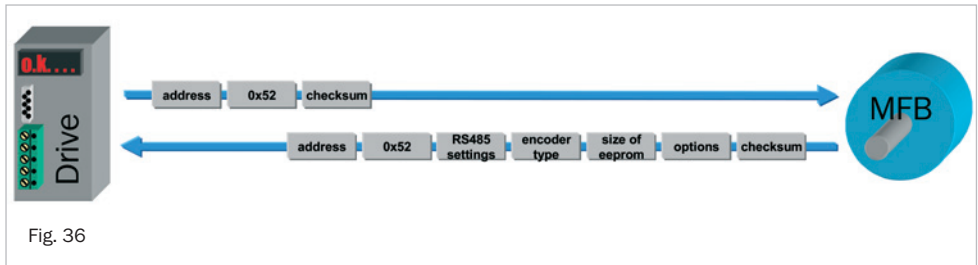 o.k....
Drive
address 0x52 checksum
MFB
address 0x52 RS485 settings encoder type size of eeprom options checksum
Fig. 36